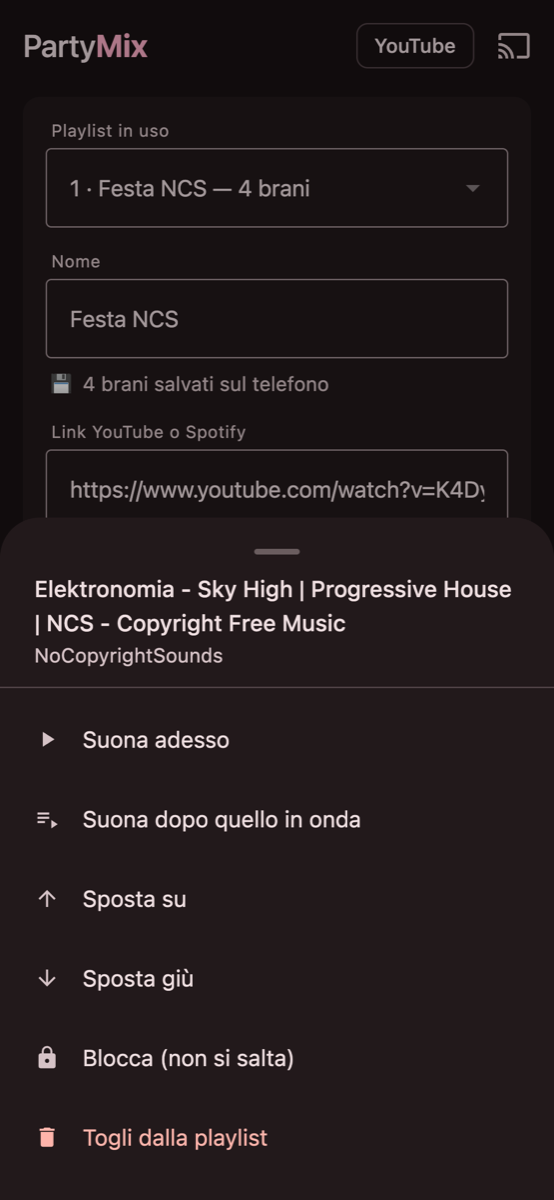 PartyMix
YouTube
Playlist in uso
1 · Festa NCS — 4 brani
Nome
Festa NCS
4 brani salvati sul telefono
Link YouTube o Spotify
https://www.youtube.com/watch?v=K4Dy
Elektronomia - Sky High | Progressive House
| NCS - Copyright Free Music
NoCopyrightSounds
Suona adesso
Suona dopo quello in onda
Sposta su
Sposta giù
Blocca (non si salta)
Togli dalla playlist